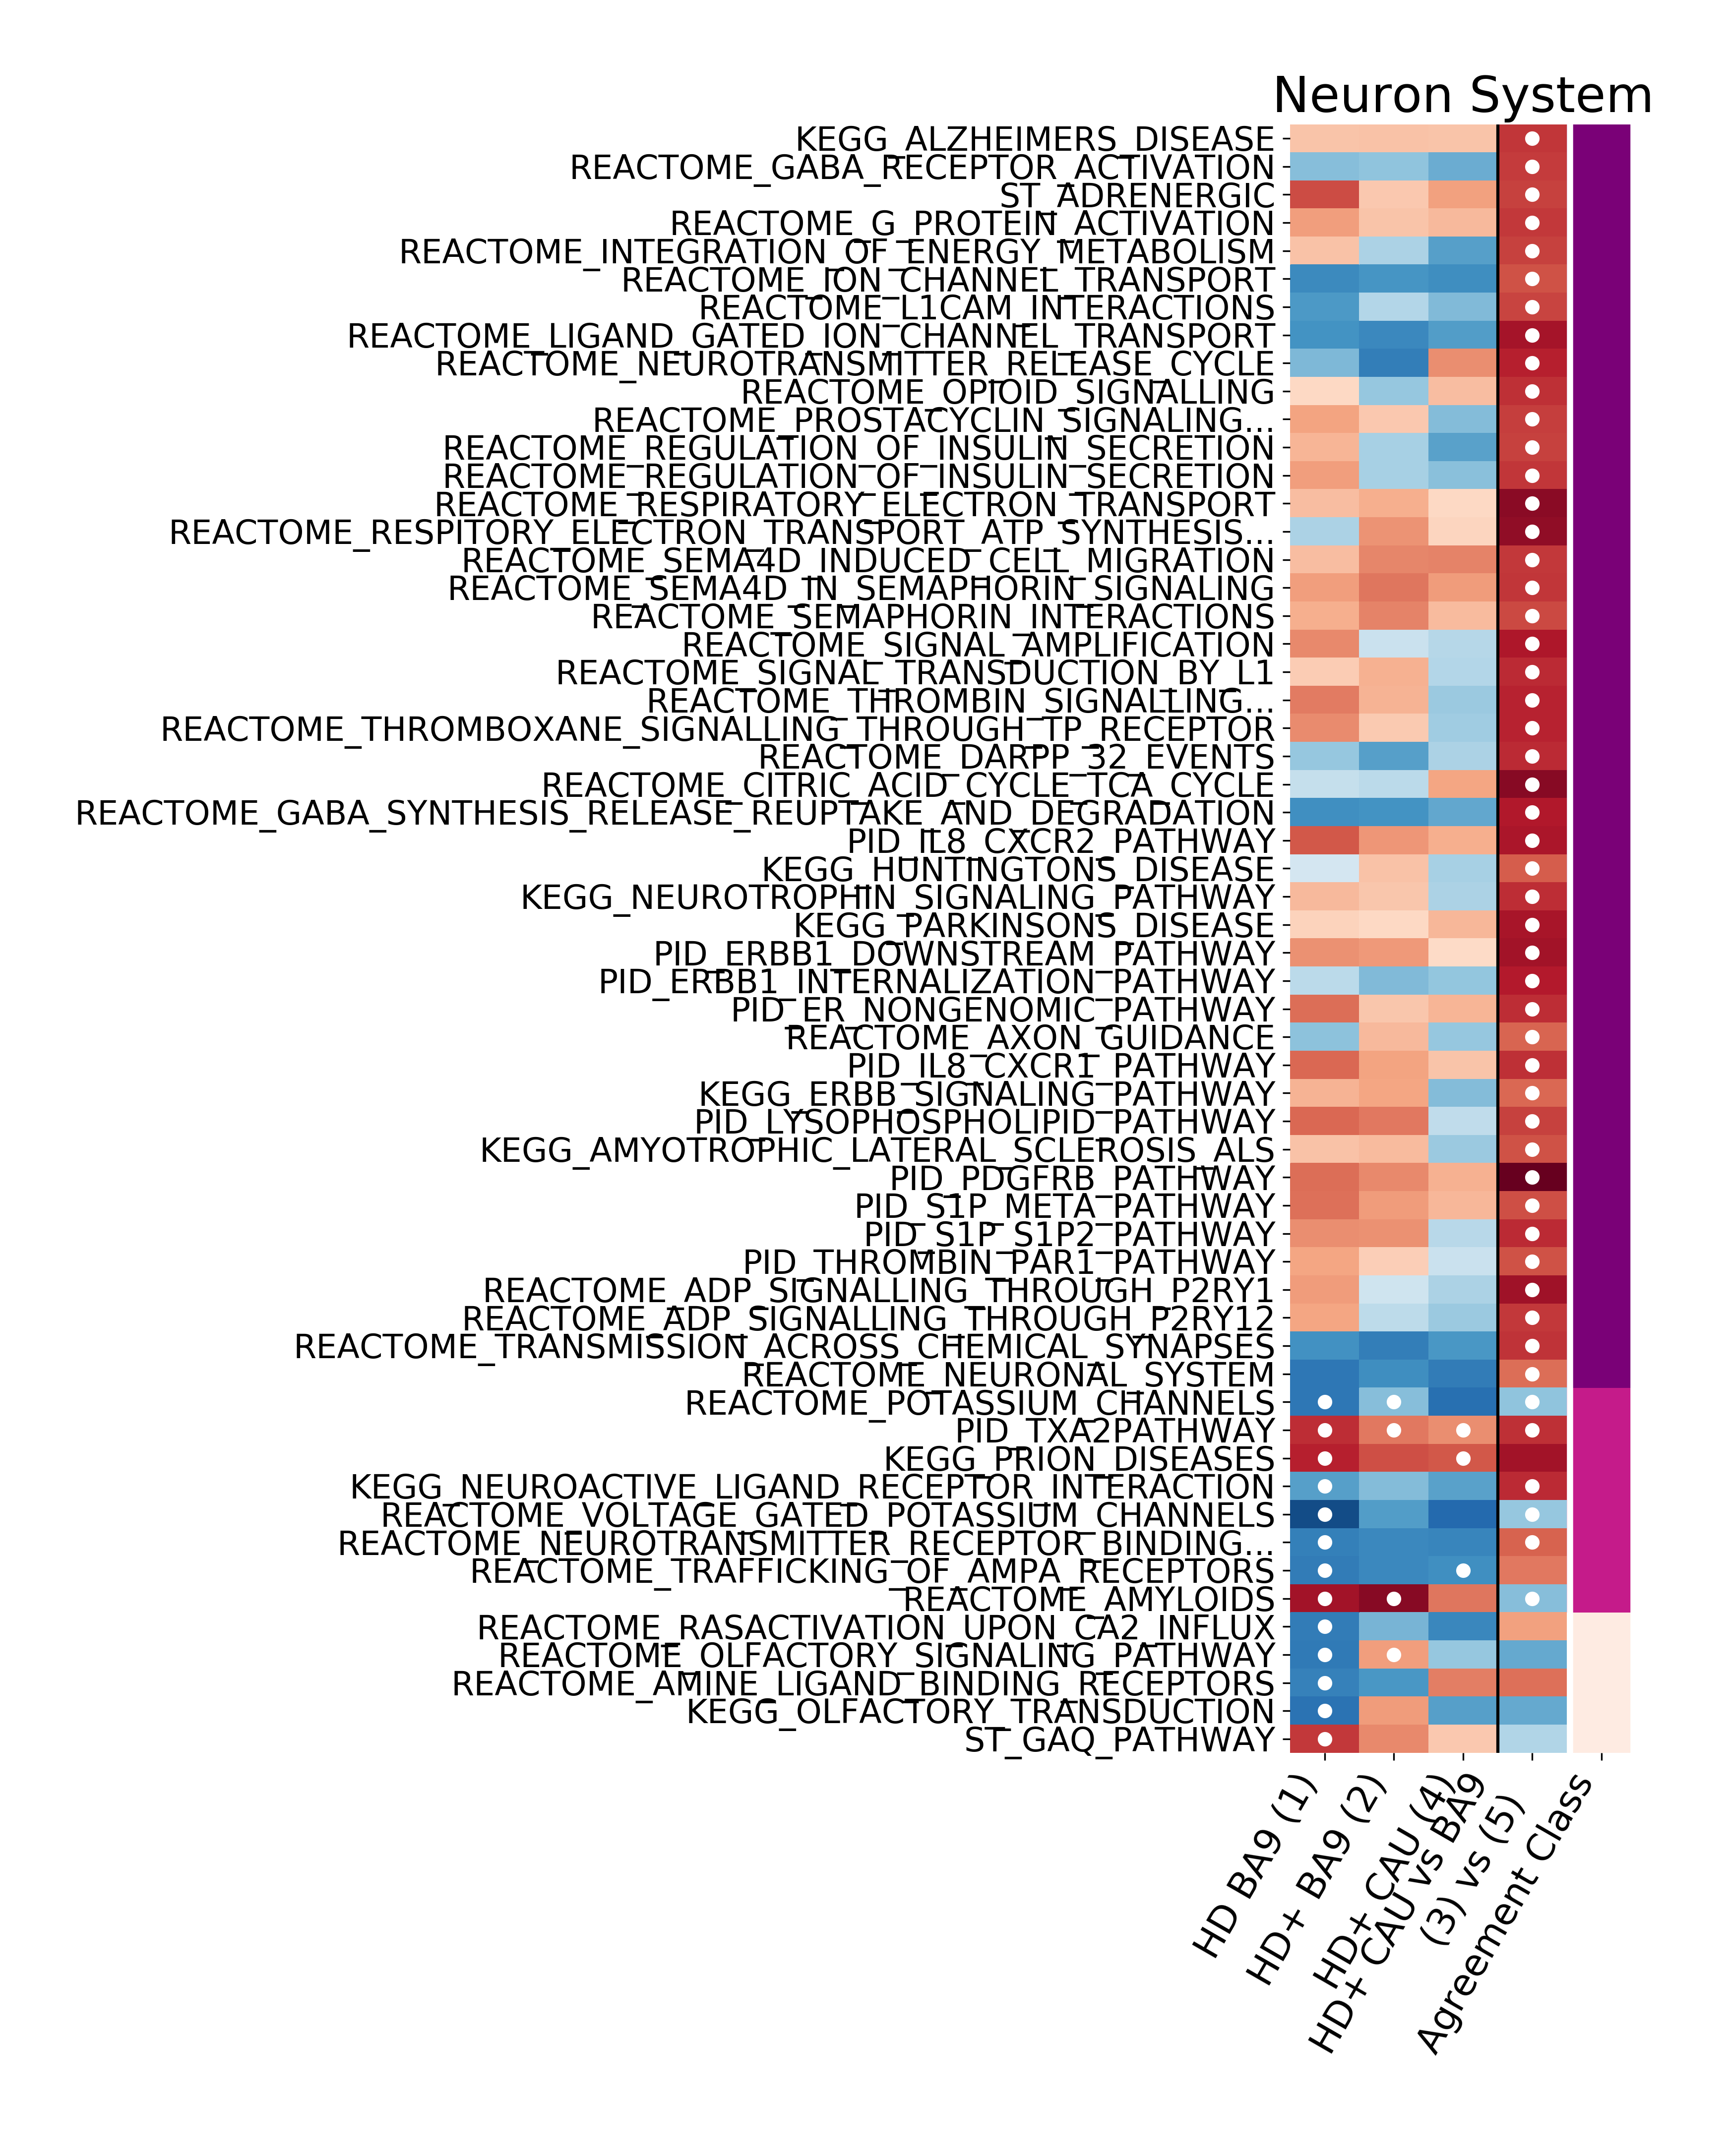 Neuron System
KEGG_ALZHEIMERS_DISEASE
REACTOME_GABA_RECEPTOR_ACTIVATION
ST_ADRENERGIC
REACTOME_G_PROTEIN_ACTIVATION
REACTOME_INTEGRATION_OF_ENERGY_METABOLISM
REACTOME_ION_CHANNEL_TRANSPORT
REACTOME_L1CAM_INTERACTIONS
REACTOME_LIGAND_GATED_ION_CHANNEL_TRANSPORT
REACTOME_NEUROTRANSMITTER_RELEASE_CYCLE
REACTOME_OPIOID_SIGNALLING
REACTOME_PROSTACYCLIN_SIGNALING...
REACTOME_REGULATION_OF_INSULIN_SECRETION
REACTOME_REGULATION_OF_INSULIN_SECRETION
REACTOME_RESPIRATORY_ELECTRON_TRANSPORT
REACTOME_RESPITORY_ELECTRON_TRANSPORT_ATP_SYNTHESIS...
REACTOME_SEMA4D_INDUCED_CELL_MIGRATION
REACTOME_SEMA4D_IN_SEMAPHORIN_SIGNALING
REACTOME_SEMAPHORIN_INTERACTIONS
REACTOME_SIGNAL_AMPLIFICATION
REACTOME_SIGNAL_TRANSDUCTION_BY_L1
REACTOME_THROMBIN_SIGNALLING...
REACTOME_THROMBOXANE_SIGNALLING_THROUGH_TP_RECEPTOR
REACTOME_DARPP_32_EVENTS
REACTOME_CITRIC_ACID_CYCLE_TCA_CYCLE
REACTOME_GABA_SYNTHESIS_RELEASE_REUPTAKE_AND_DEGRADATION
PID_IL8_CXCR2_PATHWAY
KEGG_HUNTINGTONS_DISEASE
KEGG_NEUROTROPHIN_SIGNALING_PATHWAY
KEGG_PARKINSONS_DISEASE
PID_ERBB1_DOWNSTREAM_PATHWAY
PID_ERBB1_INTERNALIZATION_PATHWAY
PID_ER_NONGENOMIC_PATHWAY
REACTOME_AXON_GUIDANCE
PID_IL8_CXCR1_PATHWAY
KEGG_ERBB_SIGNALING_PATHWAY
PID_LYSOPHOSPHOLIPID_PATHWAY
KEGG_AMYOTROPHIC_LATERAL_SCLEROSIS_ALS
PID_PDGFRB_PATHWAY
PID_S1P_META_PATHWAY
PID_S1P_S1P2_PATHWAY
PID_THROMBIN_PAR1_PATHWAY
REACTOME_ADP_SIGNALLING_THROUGH_P2RY1
REACTOME_ADP_SIGNALLING_THROUGH_P2RY12
REACTOME_TRANSMISSION_ACROSS_CHEMICAL_SYNAPSES
REACTOME_NEURONAL_SYSTEM
REACTOME_POTASSIUM_CHANNELS
PID_TXA2PATHWAY
KEGG_PRION_DISEASES
KEGG_NEUROACTIVE_LIGAND_RECEPTOR_INTERACTION
REACTOME_VOLTAGE_GATED_POTASSIUM_CHANNELS
REACTOME_NEUROTRANSMITTER_RECEPTOR_BINDING...
REACTOME_TRAFFICKING_OF_AMPA_RECEPTORS
REACTOME_AMYLOIDS
REACTOME_RASACTIVATION_UPON_CA2_INFLUX
REACTOME_OLFACTORY_SIGNALING_PATHWAY
REACTOME_AMINE_LIGAND_BINDING_RECEPTORS
KEGG_OLFACTORY_TRANSDUCTION
ST_GAQ_PATHWAY
HD BA9 (1)
HD+ BA9 (2)
HD+ CAU (4)
HD+ CAU vs BA9
(3) vs (5)
Agreement Class